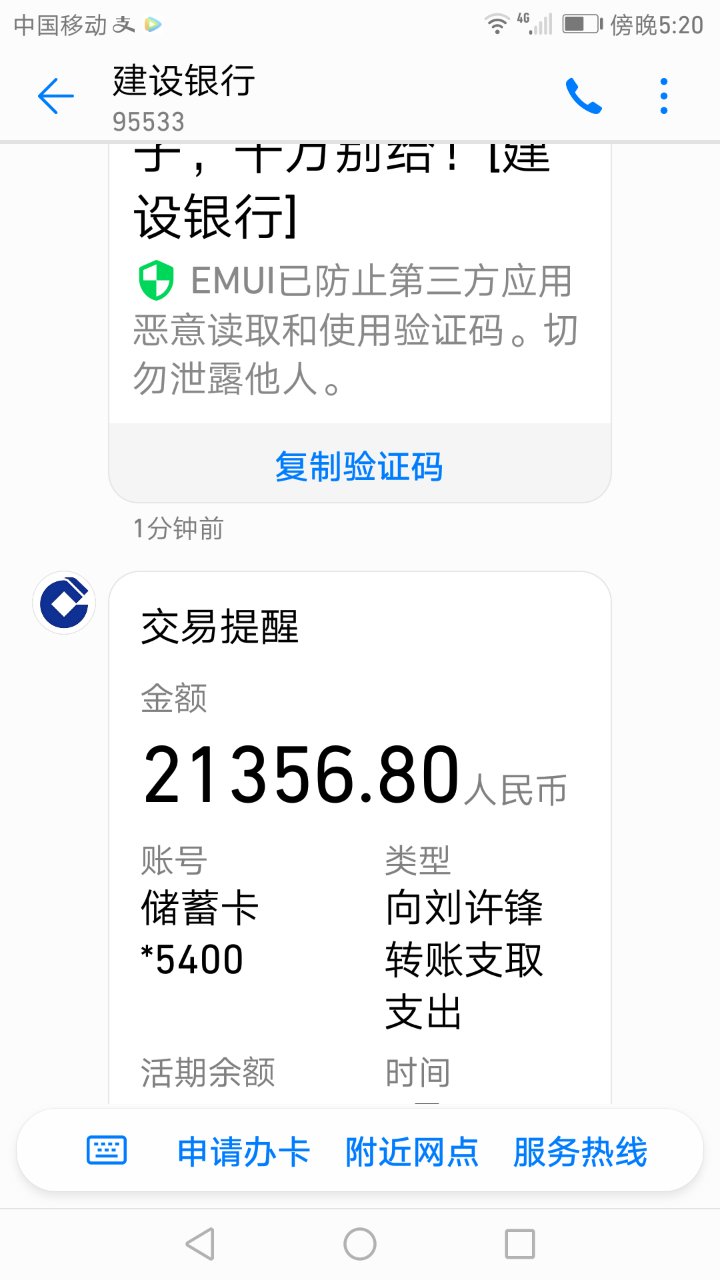 中国移动 4G 傍晚5:20
建设银行
95533
子，千万别给！[建
设银行]
EMUI已防止第三方应用
恶意读取和使用验证码。切
勿泄露他人。
复制验证码
1分钟前
交易提醒
金额
21356.80人民币
账号 类型
储蓄卡 向刘许锋
*5400 转账支取
支出
活期余额 时间
申请办卡 附近网点 服务热线